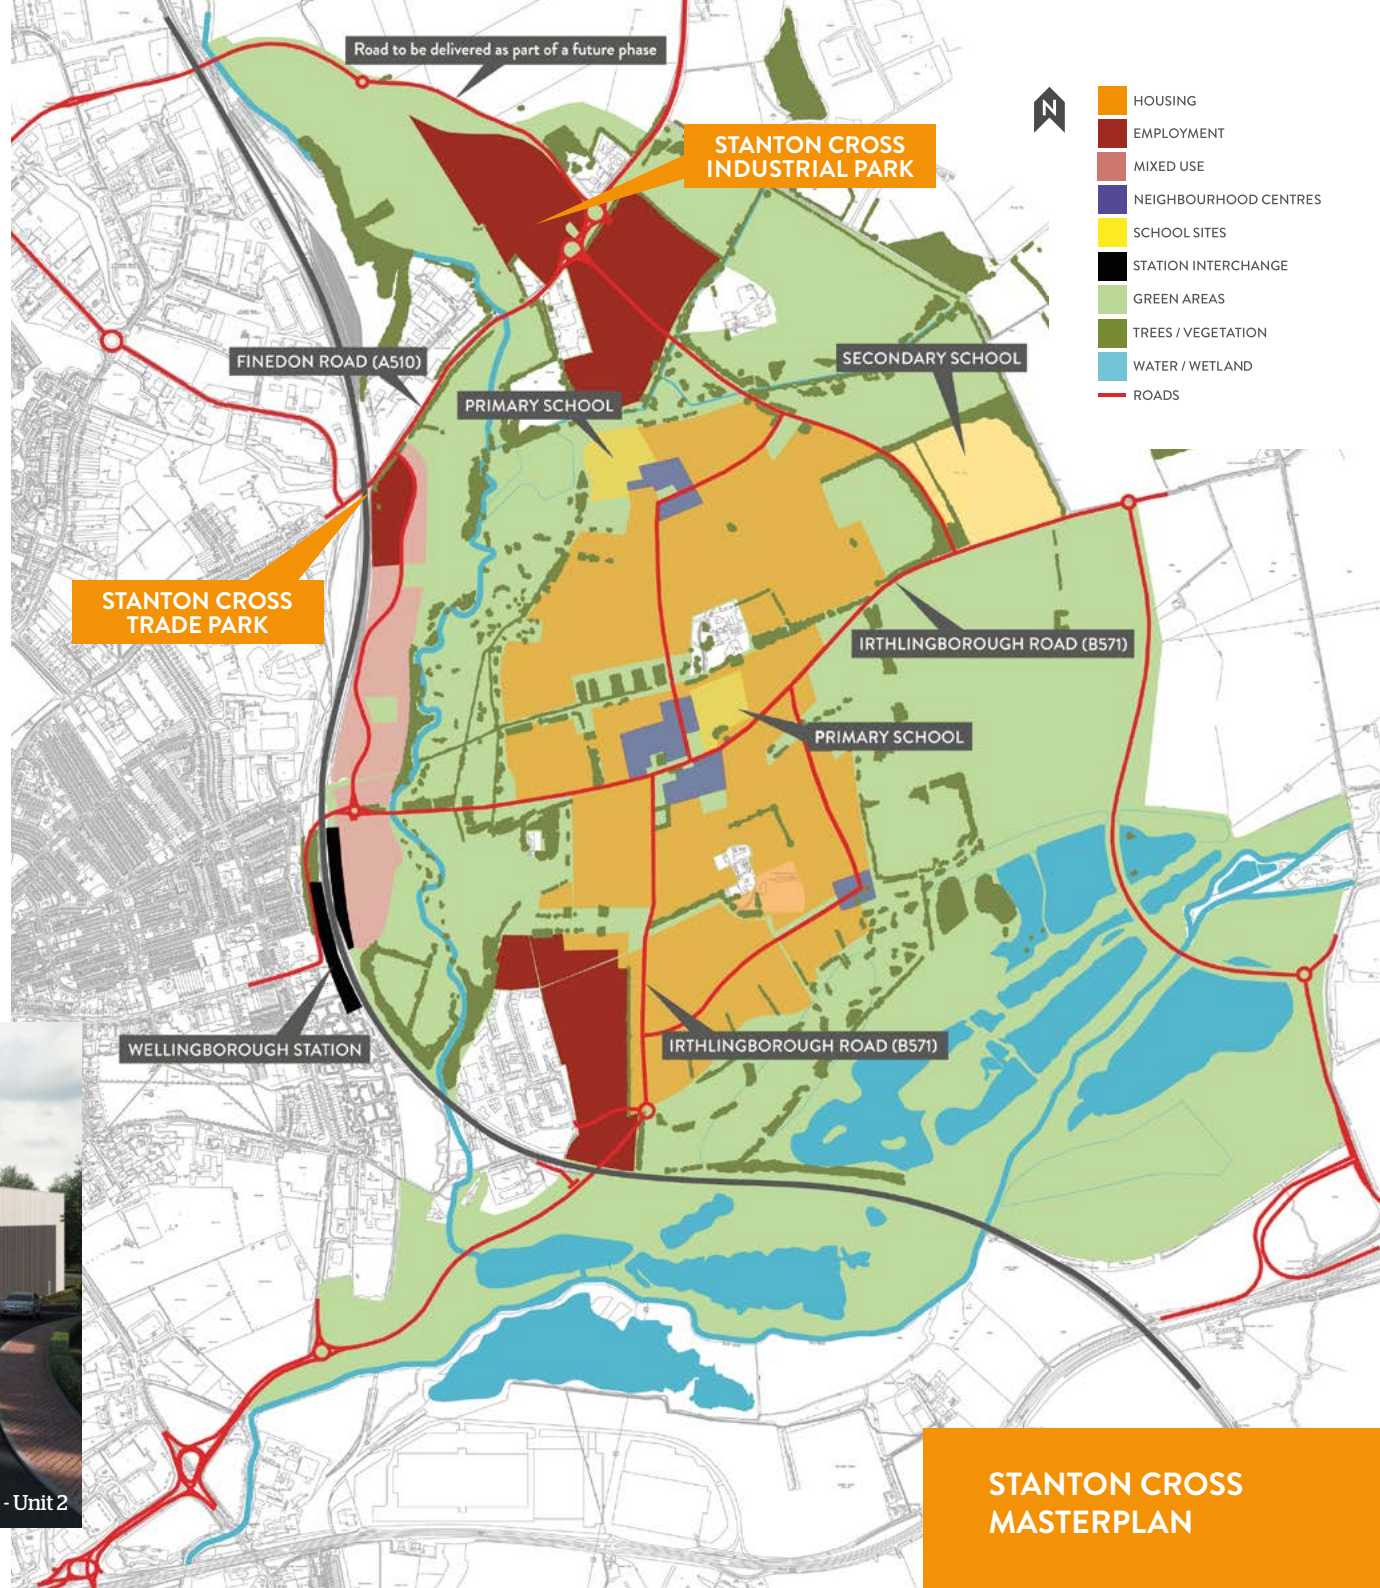 Road to be delivered as part of a future phase
STANTON CROSS
INDUSTRIAL PARK
N
HOUSING
EMPLOYMENT
MIXED USE
NEIGHBOURHOOD CENTRES
SCHOOL SITES
STATION INTERCHANGE
GREEN AREAS
TREES / VEGETATION
WATER / WETLAND
ROADS
FINEDON ROAD (A510)
SECONDARY SCHOOL
PRIMARY SCHOOL
STANTON CROSS
TRADE PARK
IRTHLINGBOROUGH ROAD (B571)
PRIMARY SCHOOL
WELLINGBOROUGH STATION
IRTHLINGBOROUGH ROAD (B571)
- Unit 2
STANTON CROSS
MASTERPLAN